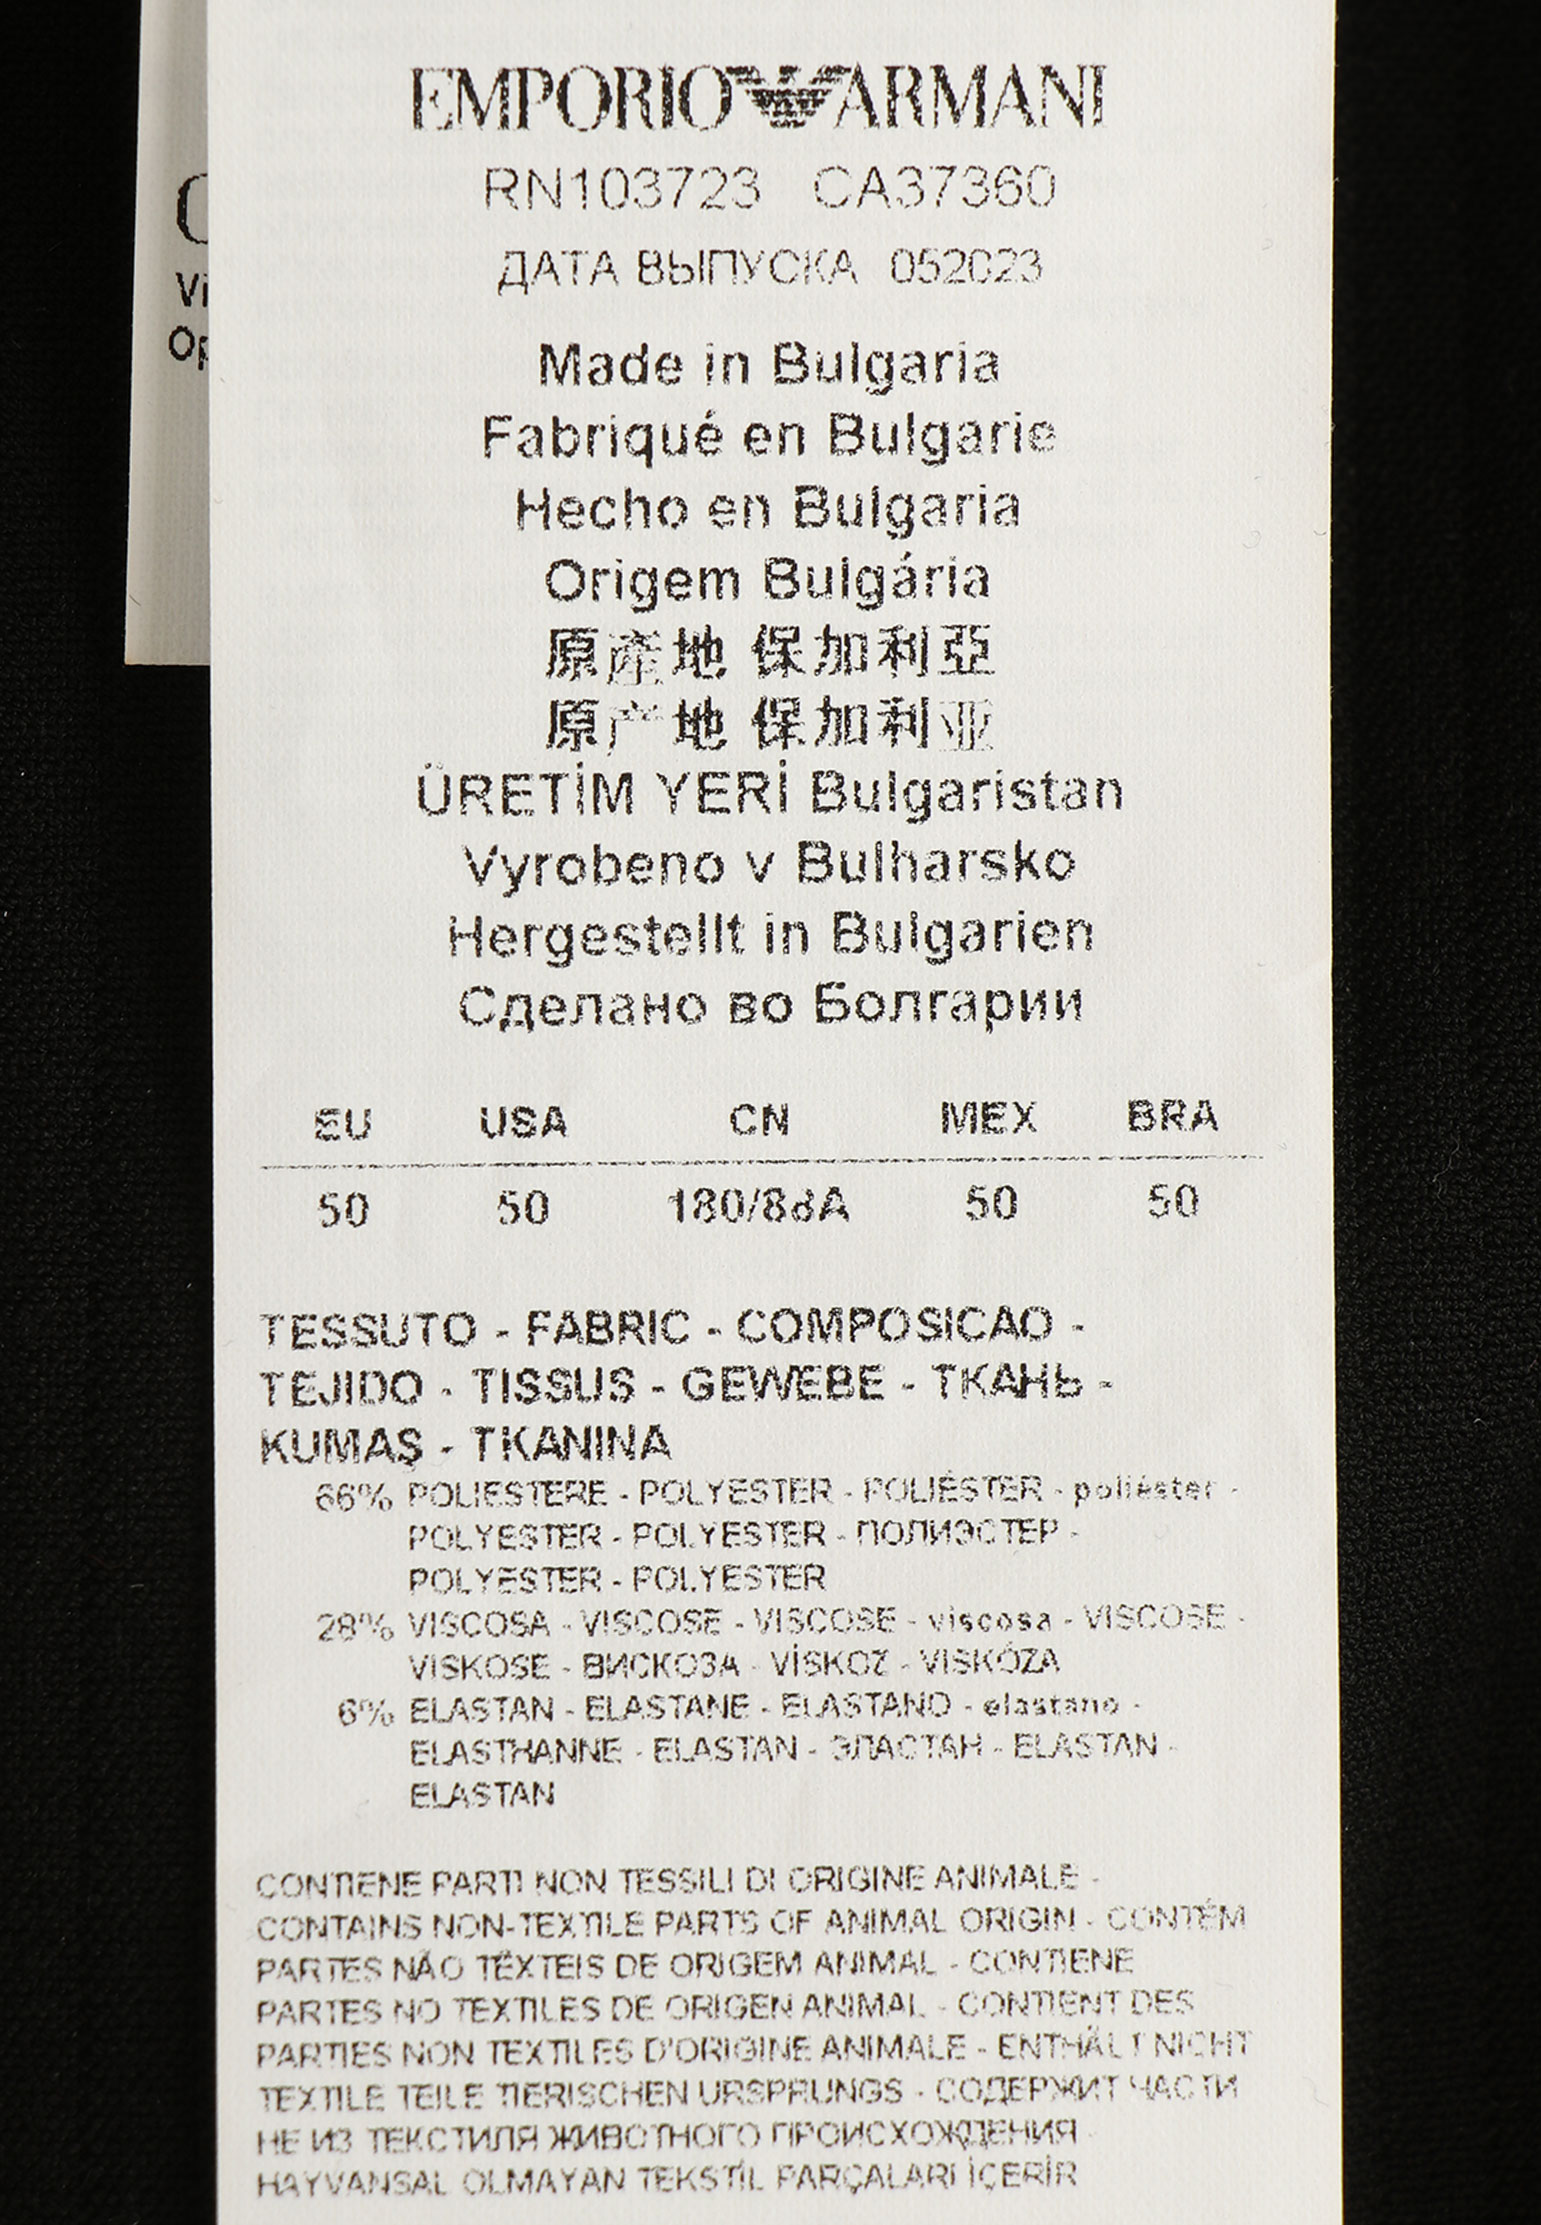 EMPORIO ARMANI
RN103723 CA37360
ДАТА ВЫПУСКА 052023
Made in Bulgaria
Fabriqué en Bulgarie
Hecho en Bulgaria
Origem Bulgária
原產地 保加利亞
原产地 保加利亚
ÜRETİM YERİ Bulgaristan
Vyrobeno v Bulharsko
Hergestellt in Bulgarien
Сделано во Болгарии
EU USA CN MEX BRA
50 50 180/88A 50 50
TESSUTO - FABRIC - COMPOSICAO -
TEJIDO - TISSUS - GEWEBE - ТКАНЬ -
KUMAŞ - TKANINA
66% POLIESTERE - POLYESTER - POLIÉSTER - poliéster -
POLYESTER - POLYESTER - ПОЛИЭСТЕР -
POLYESTER - POLYESTER
28% VISCOSA - VISCOSE - VISCOSE - viscosa - VISCOSE -
VISKOSE - ВИСКОЗА - VİSKOZ - VISKÓZA
6% ELASTAN - ELASTANE - ELASTANO - elastano -
ELASTHANNE - ELASTAN - ЭЛАСТАН - ELASTAN -
ELASTAN
CONTIENE PARTI NON TESSILI DI ORIGINE ANIMALE -
CONTAINS NON-TEXTILE PARTS OF ANIMAL ORIGIN - CONTÉM
PARTES NÃO TÊXTEIS DE ORIGEM ANIMAL - CONTIENE
PARTES NO TEXTILES DE ORIGEN ANIMAL - CONTIENT DES
PARTIES NON TEXTILES D'ORIGINE ANIMALE - ENTHÄLT NICHT
TEXTILE TEILE TIERISCHEN URSPRUNGS - СОДЕРЖИТ ЧАСТИ
НЕ ИЗ ТЕКСТИЛЯ ЖИВОТНОГО ПРОИСХОЖДЕНИЯ -
HAYVANSAL OLMAYAN TEKSTİL PARÇALARI İÇERİR